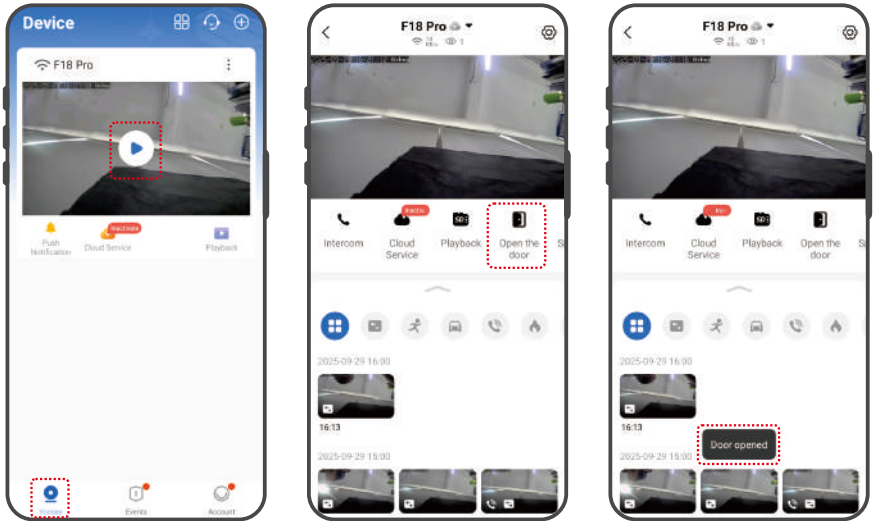 Device
F18 Pro
Push
Notification
Inactivate
Cloud Service
Playback
Events
Account
F18 Pro
1
Intercom
Cloud
Service
Playback
Open the
door
2025-09-29 16:00
16:13
2025-09-29 15:00
F18 Pro
1
Intercom
Cloud
Service
Playback
Open the
door
2025-09-29 16:00
16:13
Door opened
2025-09-29 15:00